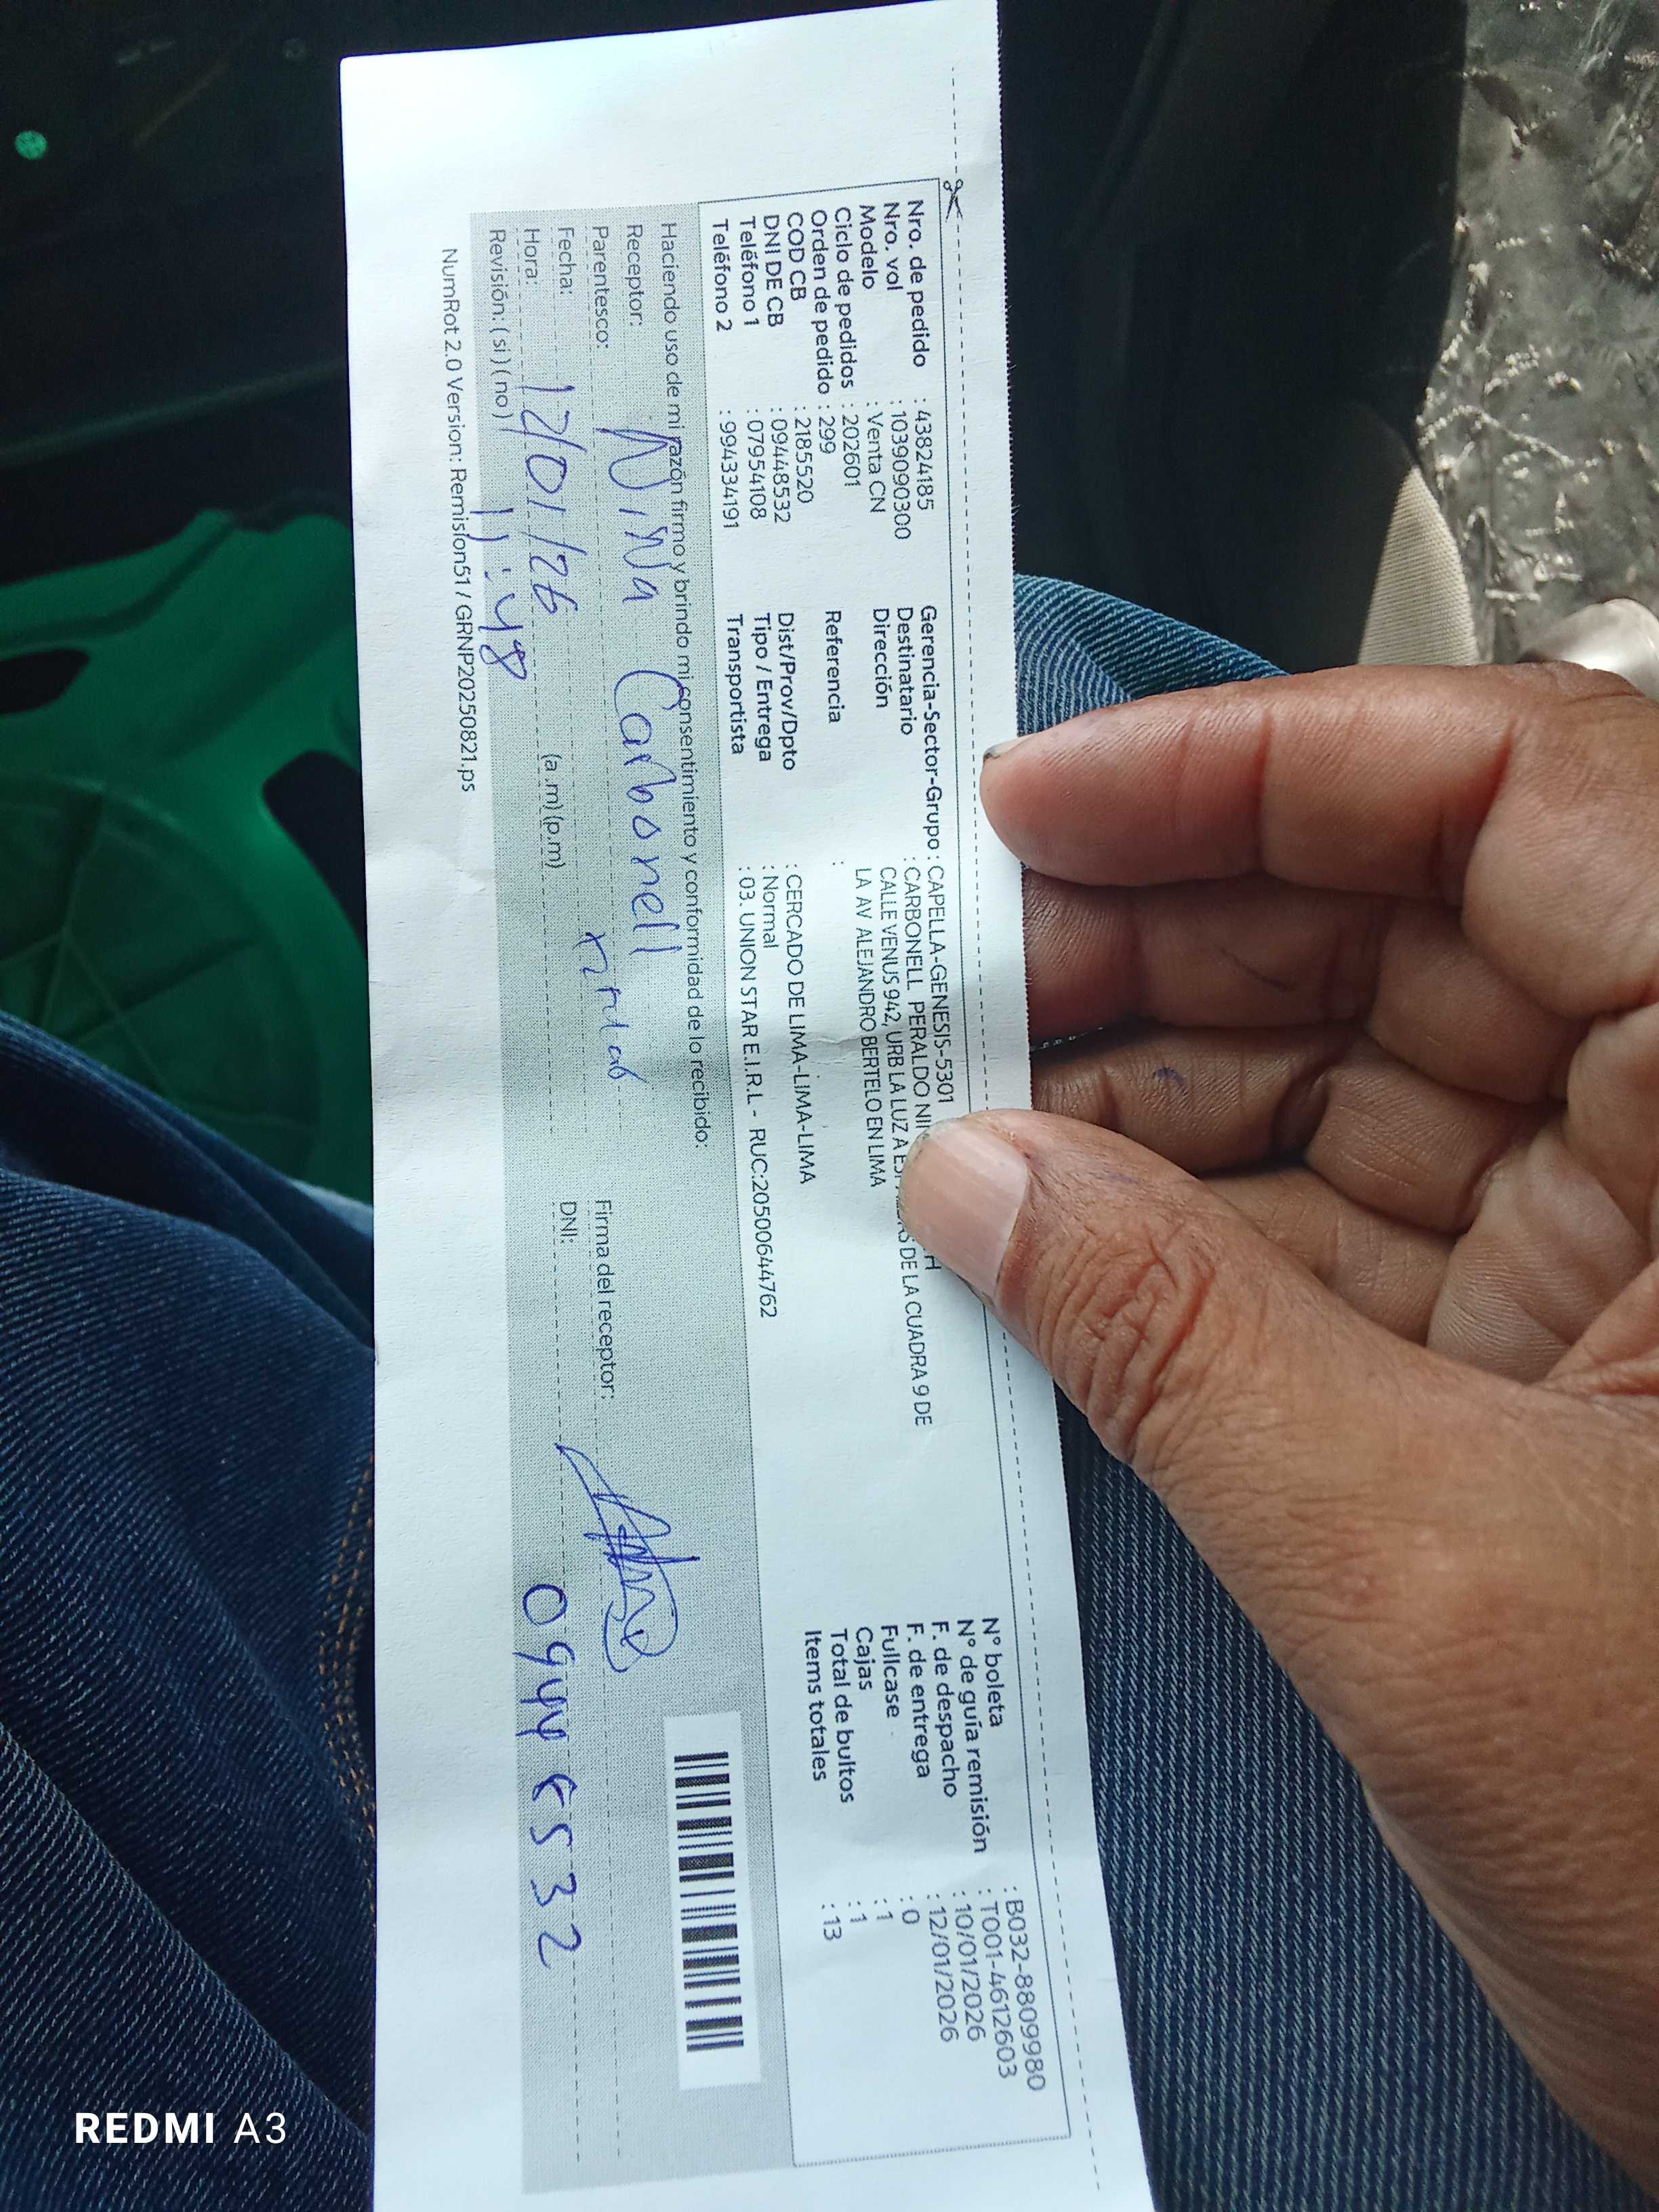 Nro. de pedido : 43824185
Nro. vol : 1039090300
Modelo : Venta CN
Ciclo de pedidos : 202601
Orden de pedido : 299
COD CB : 2185520
DNI DE CB : 09448532
Teléfono 1 : 07954108
Teléfono 2 : 994334191
Gerencia-Sector-Grupo : CAPELLA-GENESIS-5301
Destinatario : CARBONELL PERALDO
Dirección CALLE VENUS 942, URB LA LUZ A DE LA CUADRA 9 DE
LA AV ALEJANDRO BERTELO EN LIMA
Referencia :
Dist/Prov/Dpto : CERCADO DE LIMA-LIMA-LIMA
Tipo / Entrega : Normal
Transportista : 03. UNION STAR E.I.R.L - RUC:20500644762
N° boleta : B032-88099980
N° de guía remisión : T001-4612603
F. de despacho : 10/01/2026
F. de entrega : 12/01/2026
Fullcase : 0
Cajas : 1
Total de bultos : 1
Items totales : 13
Haciendo uso de mi razón firmo y brindo mi consentimiento y conformidad de lo recibido:
Receptor: Nina Carbonell
Parentesco: Firma del receptor:
Fecha: 12/01/26 DNI: 09448532
Hora: 11:48 (a.m)(p.m)
Revisión: ( si ) ( no )
NumRot 2.0 Version: Remision51 / GRNP20250821.ps
REDMI A3